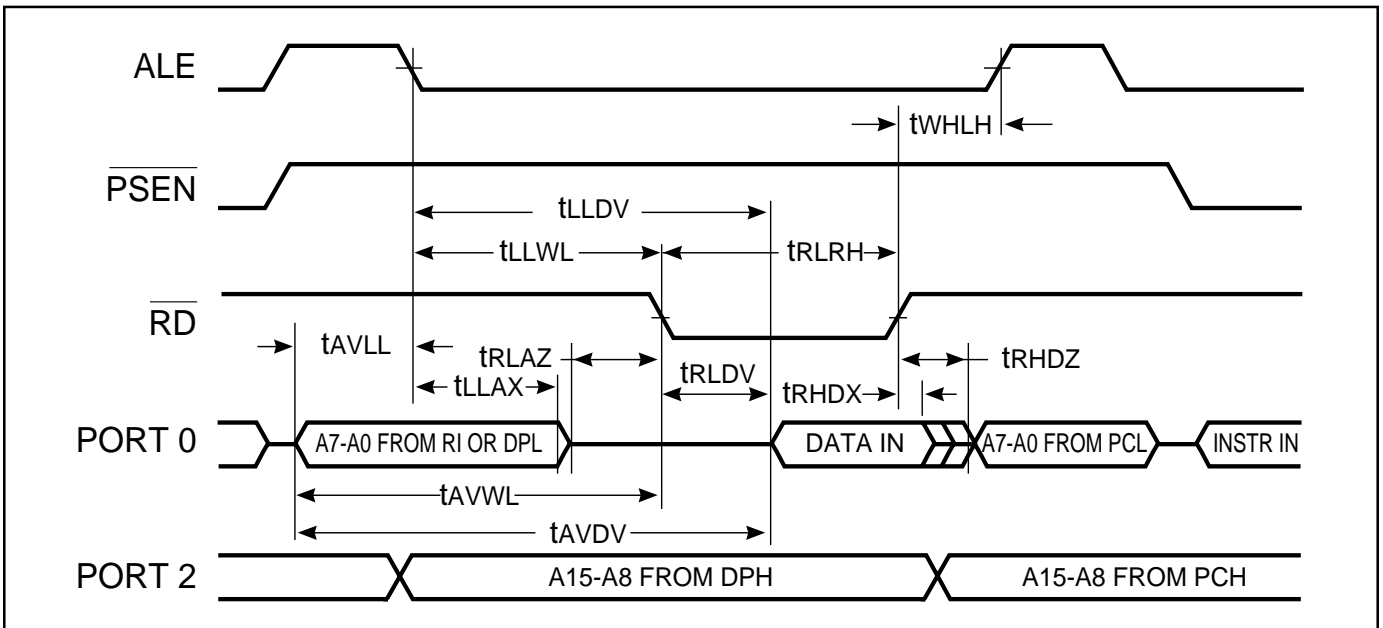 ALE
tWHLH
PSEN
tLLDV
tLLWL
tRLRH
RD
tAVLL
tRLAZ
tRLDV
tRHDZ
tLLAX
tRHDX
PORT 0
A7-A0 FROM RI OR DPL
DATA IN
A7-A0 FROM PCL
INSTR IN
tAVWL
tAVDV
PORT 2
A15-A8 FROM DPH
A15-A8 FROM PCH